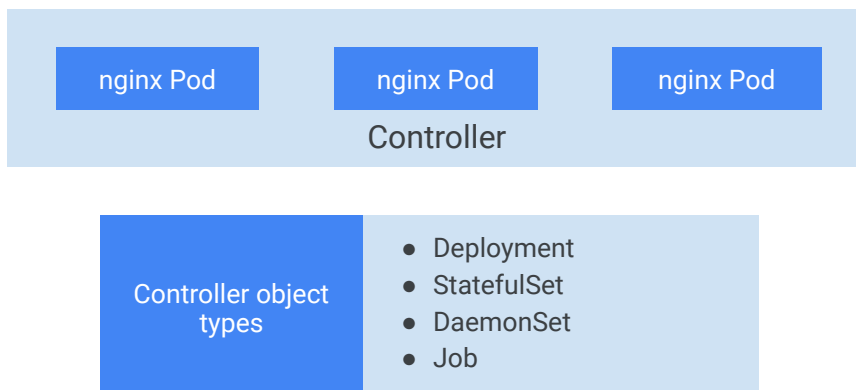 nginx Pod nginx Pod nginx Pod
Controller
Controller object
types
● Deployment
● StatefulSet
● DaemonSet
● Job